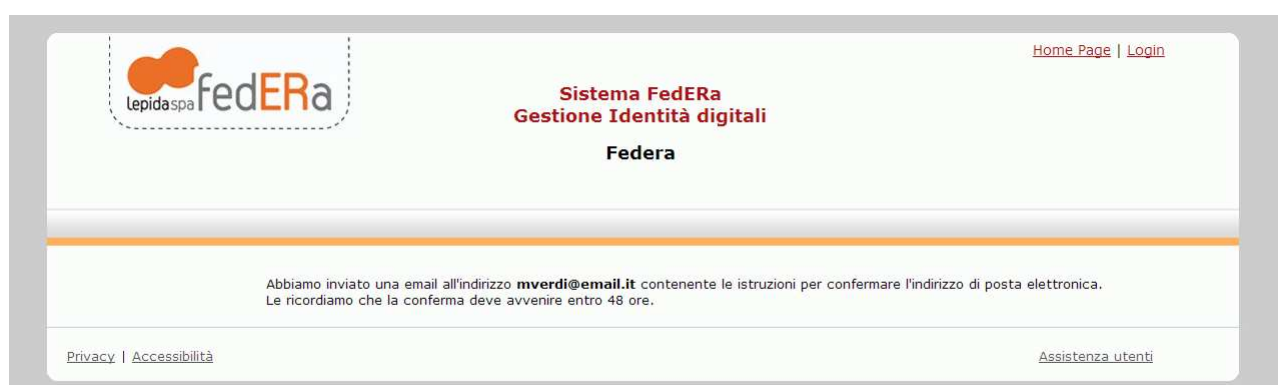 Home Page | Login
lepidaspa fedERa
Sistema FedERa
Gestione Identità digitali
Federa
Abbiamo inviato una email all'indirizzo mverdi@email.it contenente le istruzioni per confermare l'indirizzo di posta elettronica.
Le ricordiamo che la conferma deve avvenire entro 48 ore.
Privacy | Accessibilità
Assistenza utenti